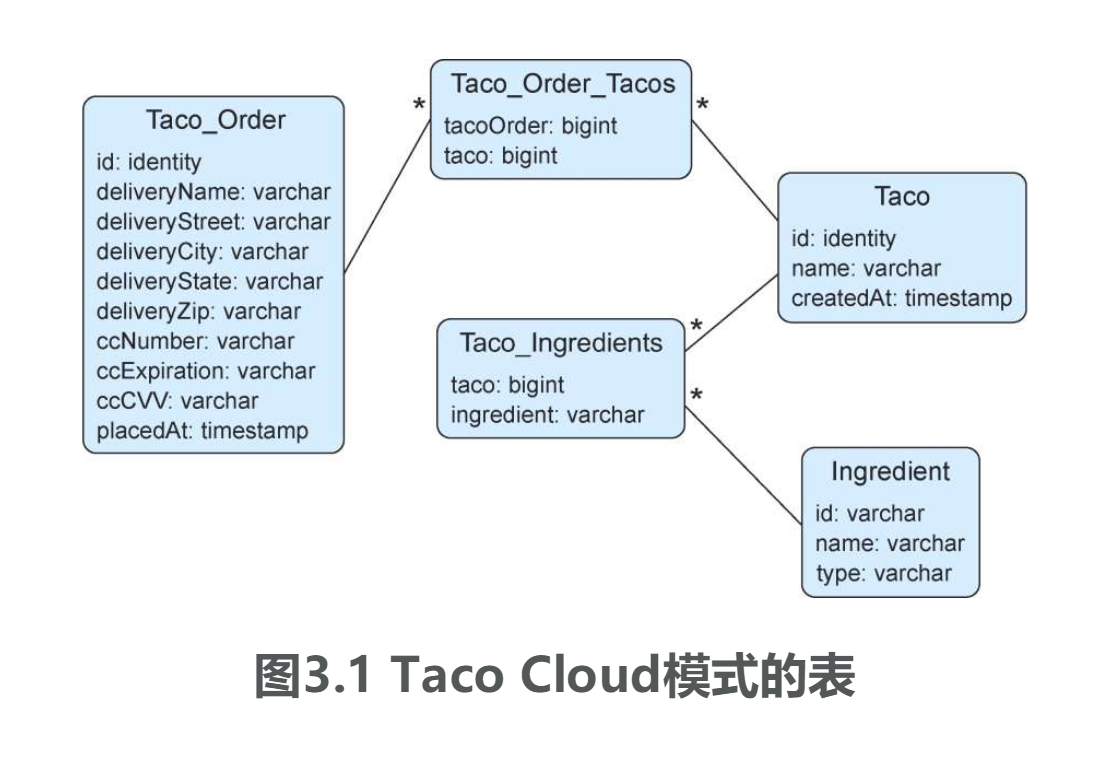 Taco_Order
id: identity
deliveryName: varchar
deliveryStreet: varchar
deliveryCity: varchar
deliveryState: varchar
deliveryZip: varchar
ccNumber: varchar
ccExpiration: varchar
ccCVV: varchar
placedAt: timestamp
*
Taco_Order_Tacos
tacoOrder: bigint
taco: bigint
*
Taco
id: identity
name: varchar
createdAt: timestamp
Taco_Ingredients
taco: bigint
ingredient: varchar
*
*
Ingredient
id: varchar
name: varchar
type: varchar
图3.1 Taco Cloud模式的表